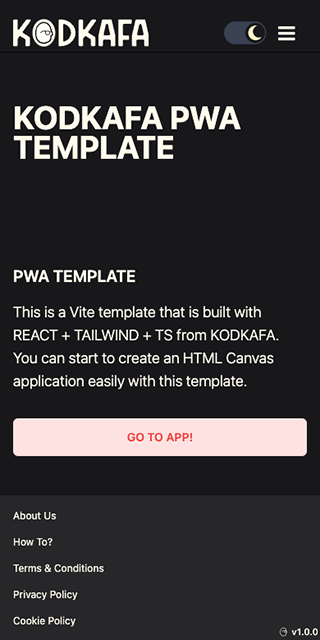 KODKAFA
KODKAFA PWA
TEMPLATE
PWA TEMPLATE
This is a Vite template that is built with
REACT + TAILWIND + TS from KODKAFA.
You can start to create an HTML Canvas
application easily with this template.
GO TO APP!
About Us
How To?
Terms & Conditions
Privacy Policy
Cookie Policy
v1.0.0